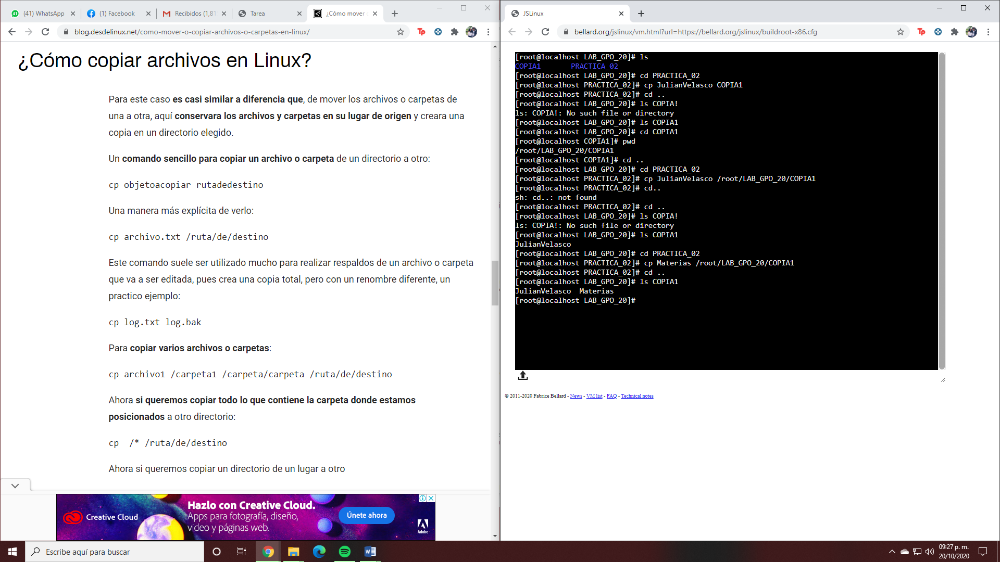 (41) WhatsApp
(1) Facebook
Recibidos (1,81
Tarea
¿Cómo mover
blog.desdelinux.net/como-mover-o-copiar-archivos-o-carpetas-en-linux/
¿Cómo copiar archivos en Linux?
Para este caso es casi similar a diferencia que, de mover los archivos o carpetas de
una a otra, aquí conservara los archivos y carpetas en su lugar de origen y creara una
copia en un directorio elegido.
Un comando sencillo para copiar un archivo o carpeta de un directorio a otro:
cp objetoacopiar rutadedestino
Una manera más explícita de verlo:
cp archivo.txt /ruta/de/destino
Este comando suele ser utilizado mucho para realizar respaldos de un archivo o carpeta
que va a ser editada, pues crea una copia total, pero con un renombre diferente, un
practico ejemplo:
cp log.txt log.bak
Para copiar varios archivos o carpetas:
cp archivo1 /carpeta1 /carpeta/carpeta /ruta/de/destino
Ahora si queremos copiar todo lo que contiene la carpeta donde estamos
posicionados a otro directorio:
cp  /* /ruta/de/destino
Ahora si queremos copiar un directorio de un lugar a otro
Creative Cloud
Hazlo con Creative Cloud.
Apps para fotografía, diseño,
video y páginas web.
Únete ahora
Adobe
JSLinux
bellard.org/jslinux/vm.html?url=https://bellard.org/jslinux/buildroot-x86.cfg
[root@localhost LAB_GPO_20]# ls
COPIA1       PRACTICA_02
[root@localhost LAB_GPO_20]# cd PRACTICA_02
[root@localhost PRACTICA_02]# cp JulianVelasco COPIA1
[root@localhost PRACTICA_02]# cd ..
[root@localhost LAB_GPO_20]# ls COPIA!
ls: COPIA!: No such file or directory
[root@localhost LAB_GPO_20]# ls COPIA1
[root@localhost LAB_GPO_20]# cd COPIA1
[root@localhost COPIA1]# pwd
/root/LAB_GPO_20/COPIA1
[root@localhost COPIA1]# cd ..
[root@localhost LAB_GPO_20]# cd PRACTICA_02
[root@localhost PRACTICA_02]# cp JulianVelasco /root/LAB_GPO_20/COPIA1
[root@localhost PRACTICA_02]# cd..
sh: cd..: not found
[root@localhost PRACTICA_02]# cd ..
[root@localhost LAB_GPO_20]# ls COPIA!
ls: COPIA!: No such file or directory
[root@localhost LAB_GPO_20]# ls COPIA1
JulianVelasco
[root@localhost LAB_GPO_20]# cd PRACTICA_02
[root@localhost PRACTICA_02]# cp Materias /root/LAB_GPO_20/COPIA1
[root@localhost PRACTICA_02]# cd ..
[root@localhost LAB_GPO_20]# ls COPIA1
JulianVelasco  Materias
[root@localhost LAB_GPO_20]#
© 2011-2020 Fabrice Bellard - News - VM list - FAQ - Technical notes
Escribe aquí para buscar
09:27 p. m.
20/10/2020